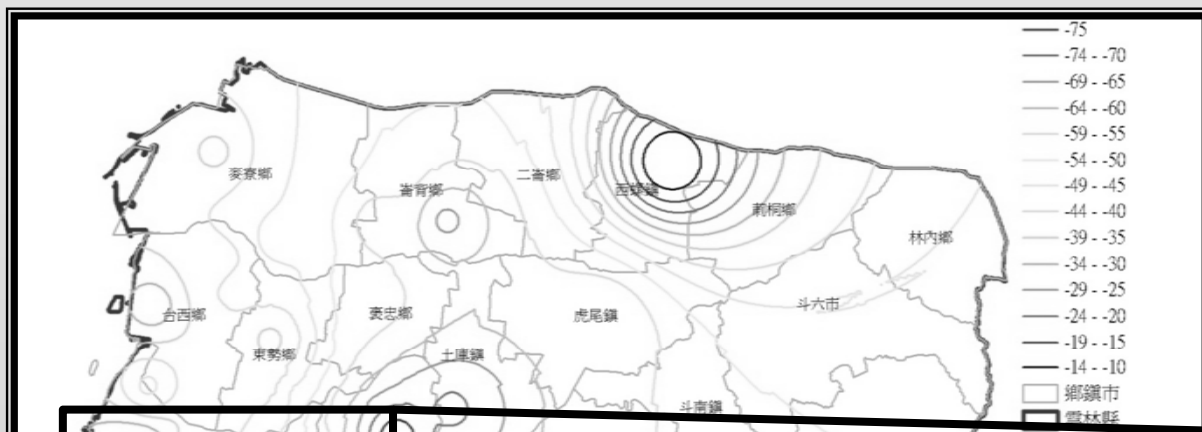 -75
-74 - -70
-69 - -65
-64 - -60
-59 - -55
-54 - -50
-49 - -45
-44 - -40
-39 - -35
-34 - -30
-29 - -25
-24 - -20
-19 - -15
-14 - -10
鄉鎮市
雲林縣
麥寮鄉
崙背鄉
二崙鄉
西螺鎮
莿桐鄉
林內鄉
台西鄉
褒忠鄉
虎尾鎮
斗六市
東勢鄉
土庫鎮
斗南鎮